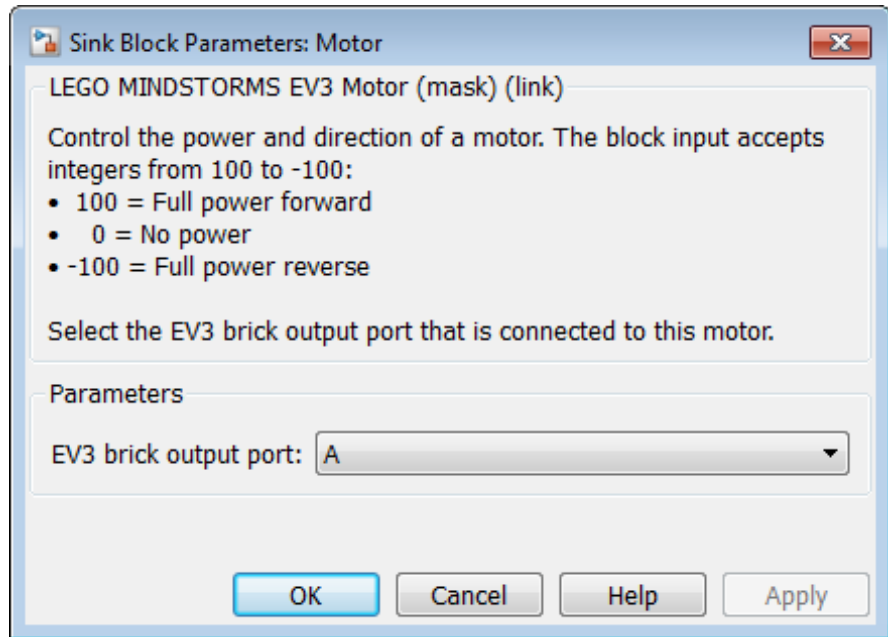 Sink Block Parameters: Motor
LEGO MINDSTORMS EV3 Motor (mask) (link)
Control the power and direction of a motor. The block input accepts
integers from 100 to -100:
• 100 = Full power forward
• 0 = No power
• -100 = Full power reverse
Select the EV3 brick output port that is connected to this motor.
Parameters
EV3 brick output port: A
OK Cancel Help Apply